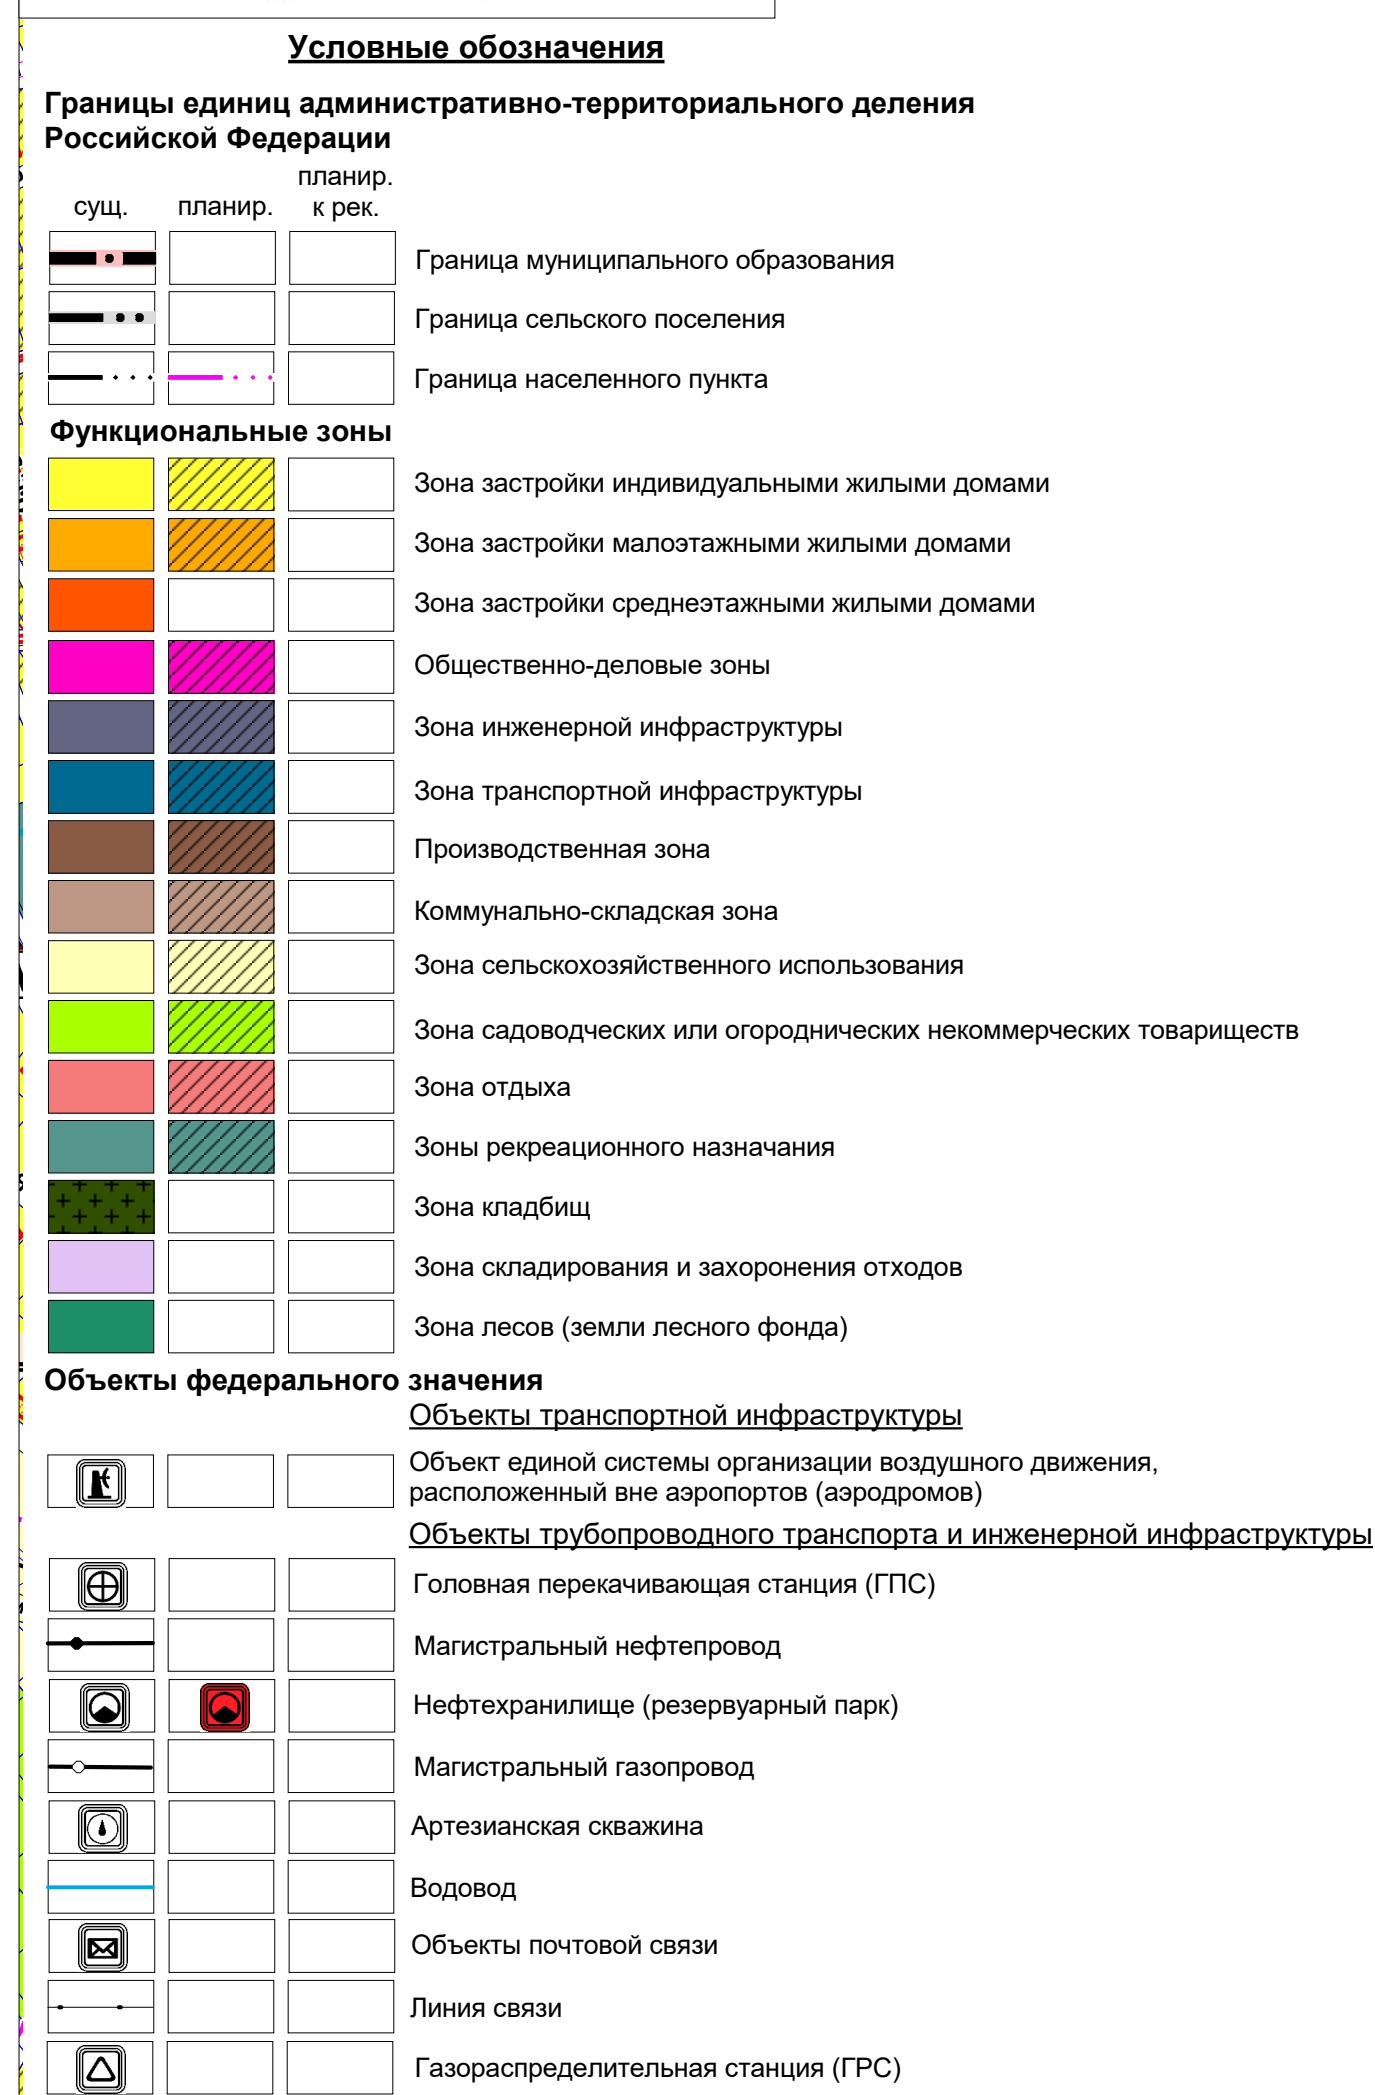 Условные обозначения
Границы единиц административно-территориального деления
Российской Федерации
сущ. планир. планир.
к рек.
Граница муниципального образования
Граница сельского поселения
Граница населенного пункта
Функциональные зоны
Зона застройки индивидуальными жилыми домами
Зона застройки малоэтажными жилыми домами
Зона застройки среднеэтажными жилыми домами
Общественно-деловые зоны
Зона инженерной инфраструктуры
Зона транспортной инфраструктуры
Производственная зона
Коммунально-складская зона
Зона сельскохозяйственного использования
Зона садоводческих или огороднических некоммерческих товариществ
Зона отдыха
Зоны рекреационного назначания
Зона кладбищ
Зона складирования и захоронения отходов
Зона лесов (земли лесного фонда)
Объекты федерального значения
Объекты транспортной инфраструктуры
Объект единой системы организации воздушного движения,
расположенный вне аэропортов (аэродромов)
Объекты трубопроводного транспорта и инженерной инфраструктуры
Головная перекачивающая станция (ГПС)
Магистральный нефтепровод
Нефтехранилище (резервуарный парк)
Магистральный газопровод
Артезианская скважина
Водовод
Объекты почтовой связи
Линия связи
Газораспределительная станция (ГРС)